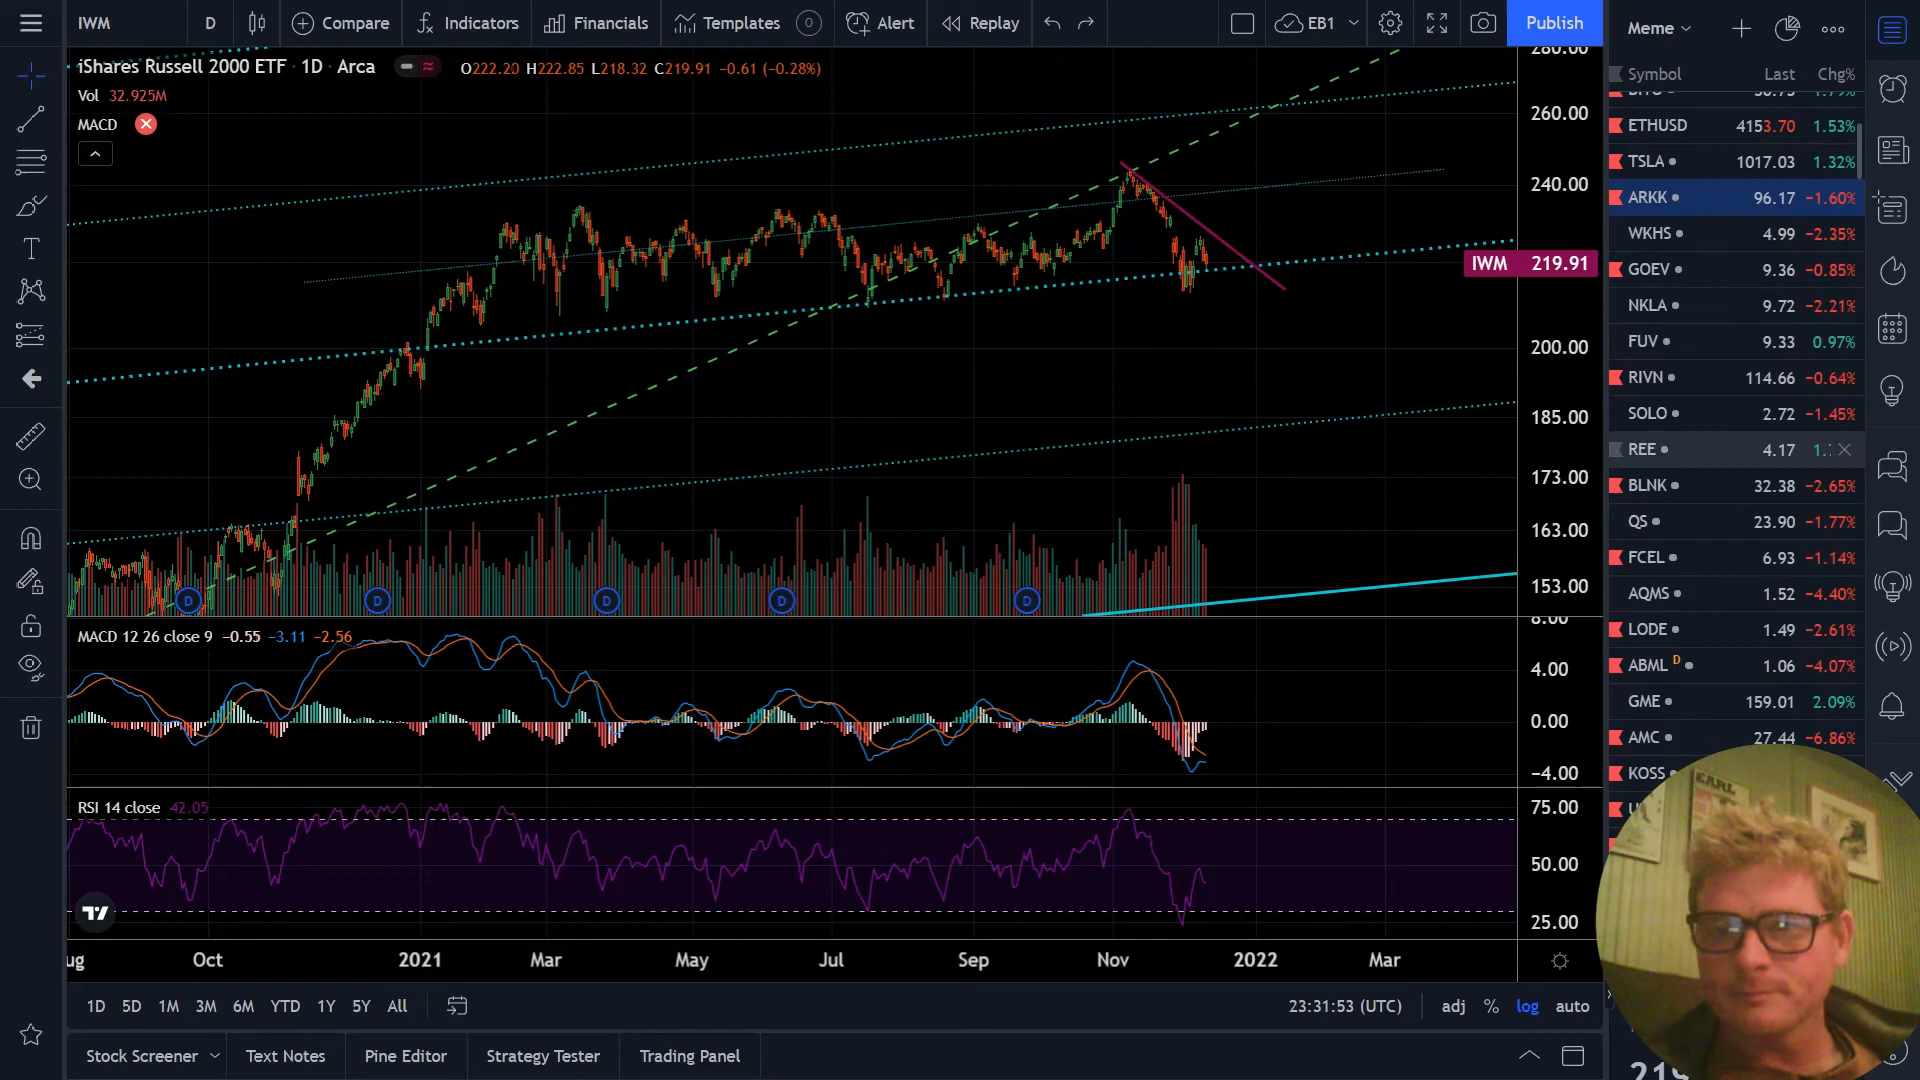 IWM D Compare Indicators Financials Templates 0 Alert Replay EB1 Publish
iShares Russell 2000 ETF · 1D · Arca O222.20 H222.85 L218.32 C219.91 −0.61 (−0.28%)
Vol 32.925M
MACD
280.00
260.00
240.00
IWM 219.91
200.00
185.00
173.00
163.00
153.00
D D D D D
MACD 12 26 close 9 −0.55 −3.11 −2.56
8.00
4.00
0.00
−4.00
RSI 14 close 42.05
75.00
50.00
25.00
ug Oct 2021 Mar May Jul Sep Nov 2022 Mar
1D 5D 1M 3M 6M YTD 1Y 5Y All 23:31:53 (UTC) adj % log auto
Stock Screener Text Notes Pine Editor Strategy Tester Trading Panel
Meme
Symbol Last Chg%
ETHUSD 4153.70 1.53%
TSLA 1017.03 1.32%
ARKK 96.17 −1.60%
WKHS 4.99 −2.35%
GOEV 9.36 −0.85%
NKLA 9.72 −2.21%
FUV 9.33 0.97%
RIVN 114.66 −0.64%
SOLO 2.72 −1.45%
REE 4.17 1.
BLNK 32.38 −2.65%
QS 23.90 −1.77%
FCEL 6.93 −1.14%
AQMS 1.52 −4.40%
LODE 1.49 −2.61%
ABML D 1.06 −4.07%
GME 159.01 2.09%
AMC 27.44 −6.86%
KOSS